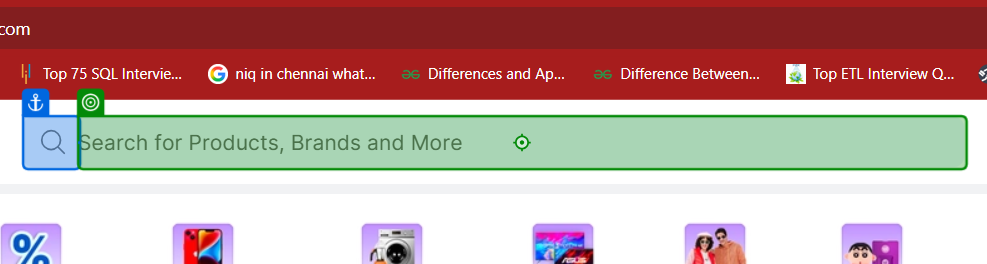 com
Top 75 SQL Intervie... niq in chennai what... Differences and Ap... Difference Between... Top ETL Interview Q...
Search for Products, Brands and More
%
ASUS